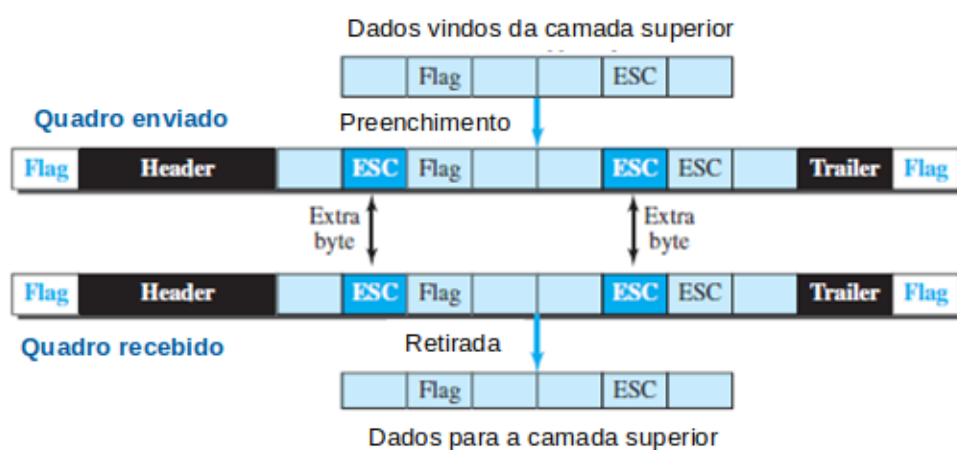 Dados vindos da camada superior
Flag ESC
Quadro enviado
Preenchimento
Flag Header ESC Flag ESC ESC Trailer Flag
Extra byte
Extra byte
Flag Header ESC Flag ESC ESC Trailer Flag
Quadro recebido
Retirada
Flag ESC
Dados para a camada superior